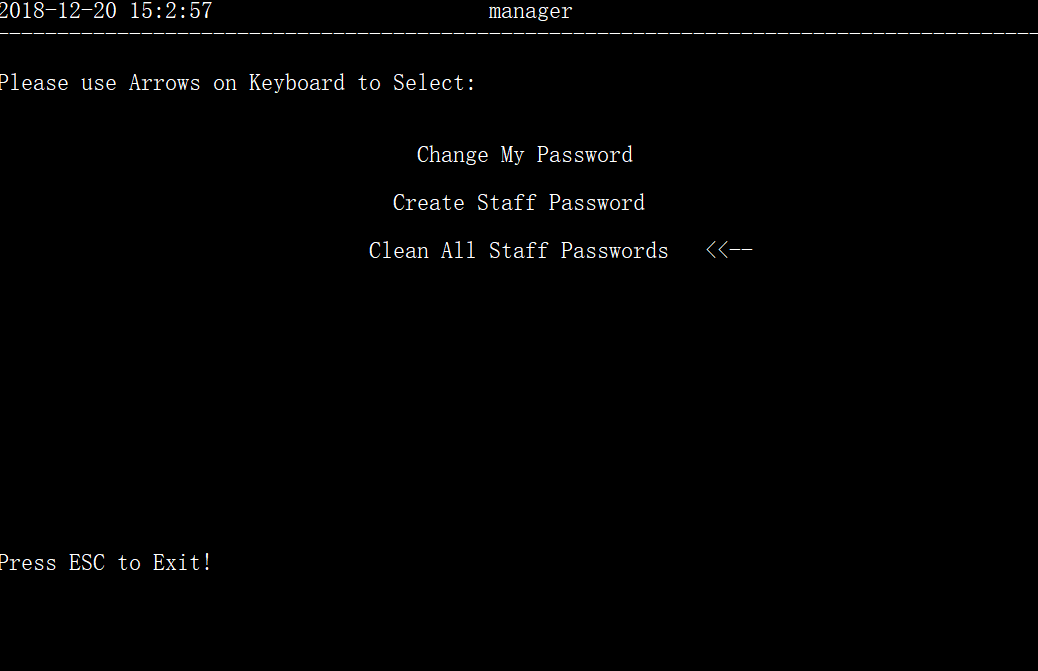 2018-12-20 15:2:57 manager
--------------------------------------------------------------------------------------
Please use Arrows on Keyboard to Select:
Change My Password
Create Staff Password
Clean All Staff Passwords <<--
Press ESC to Exit!